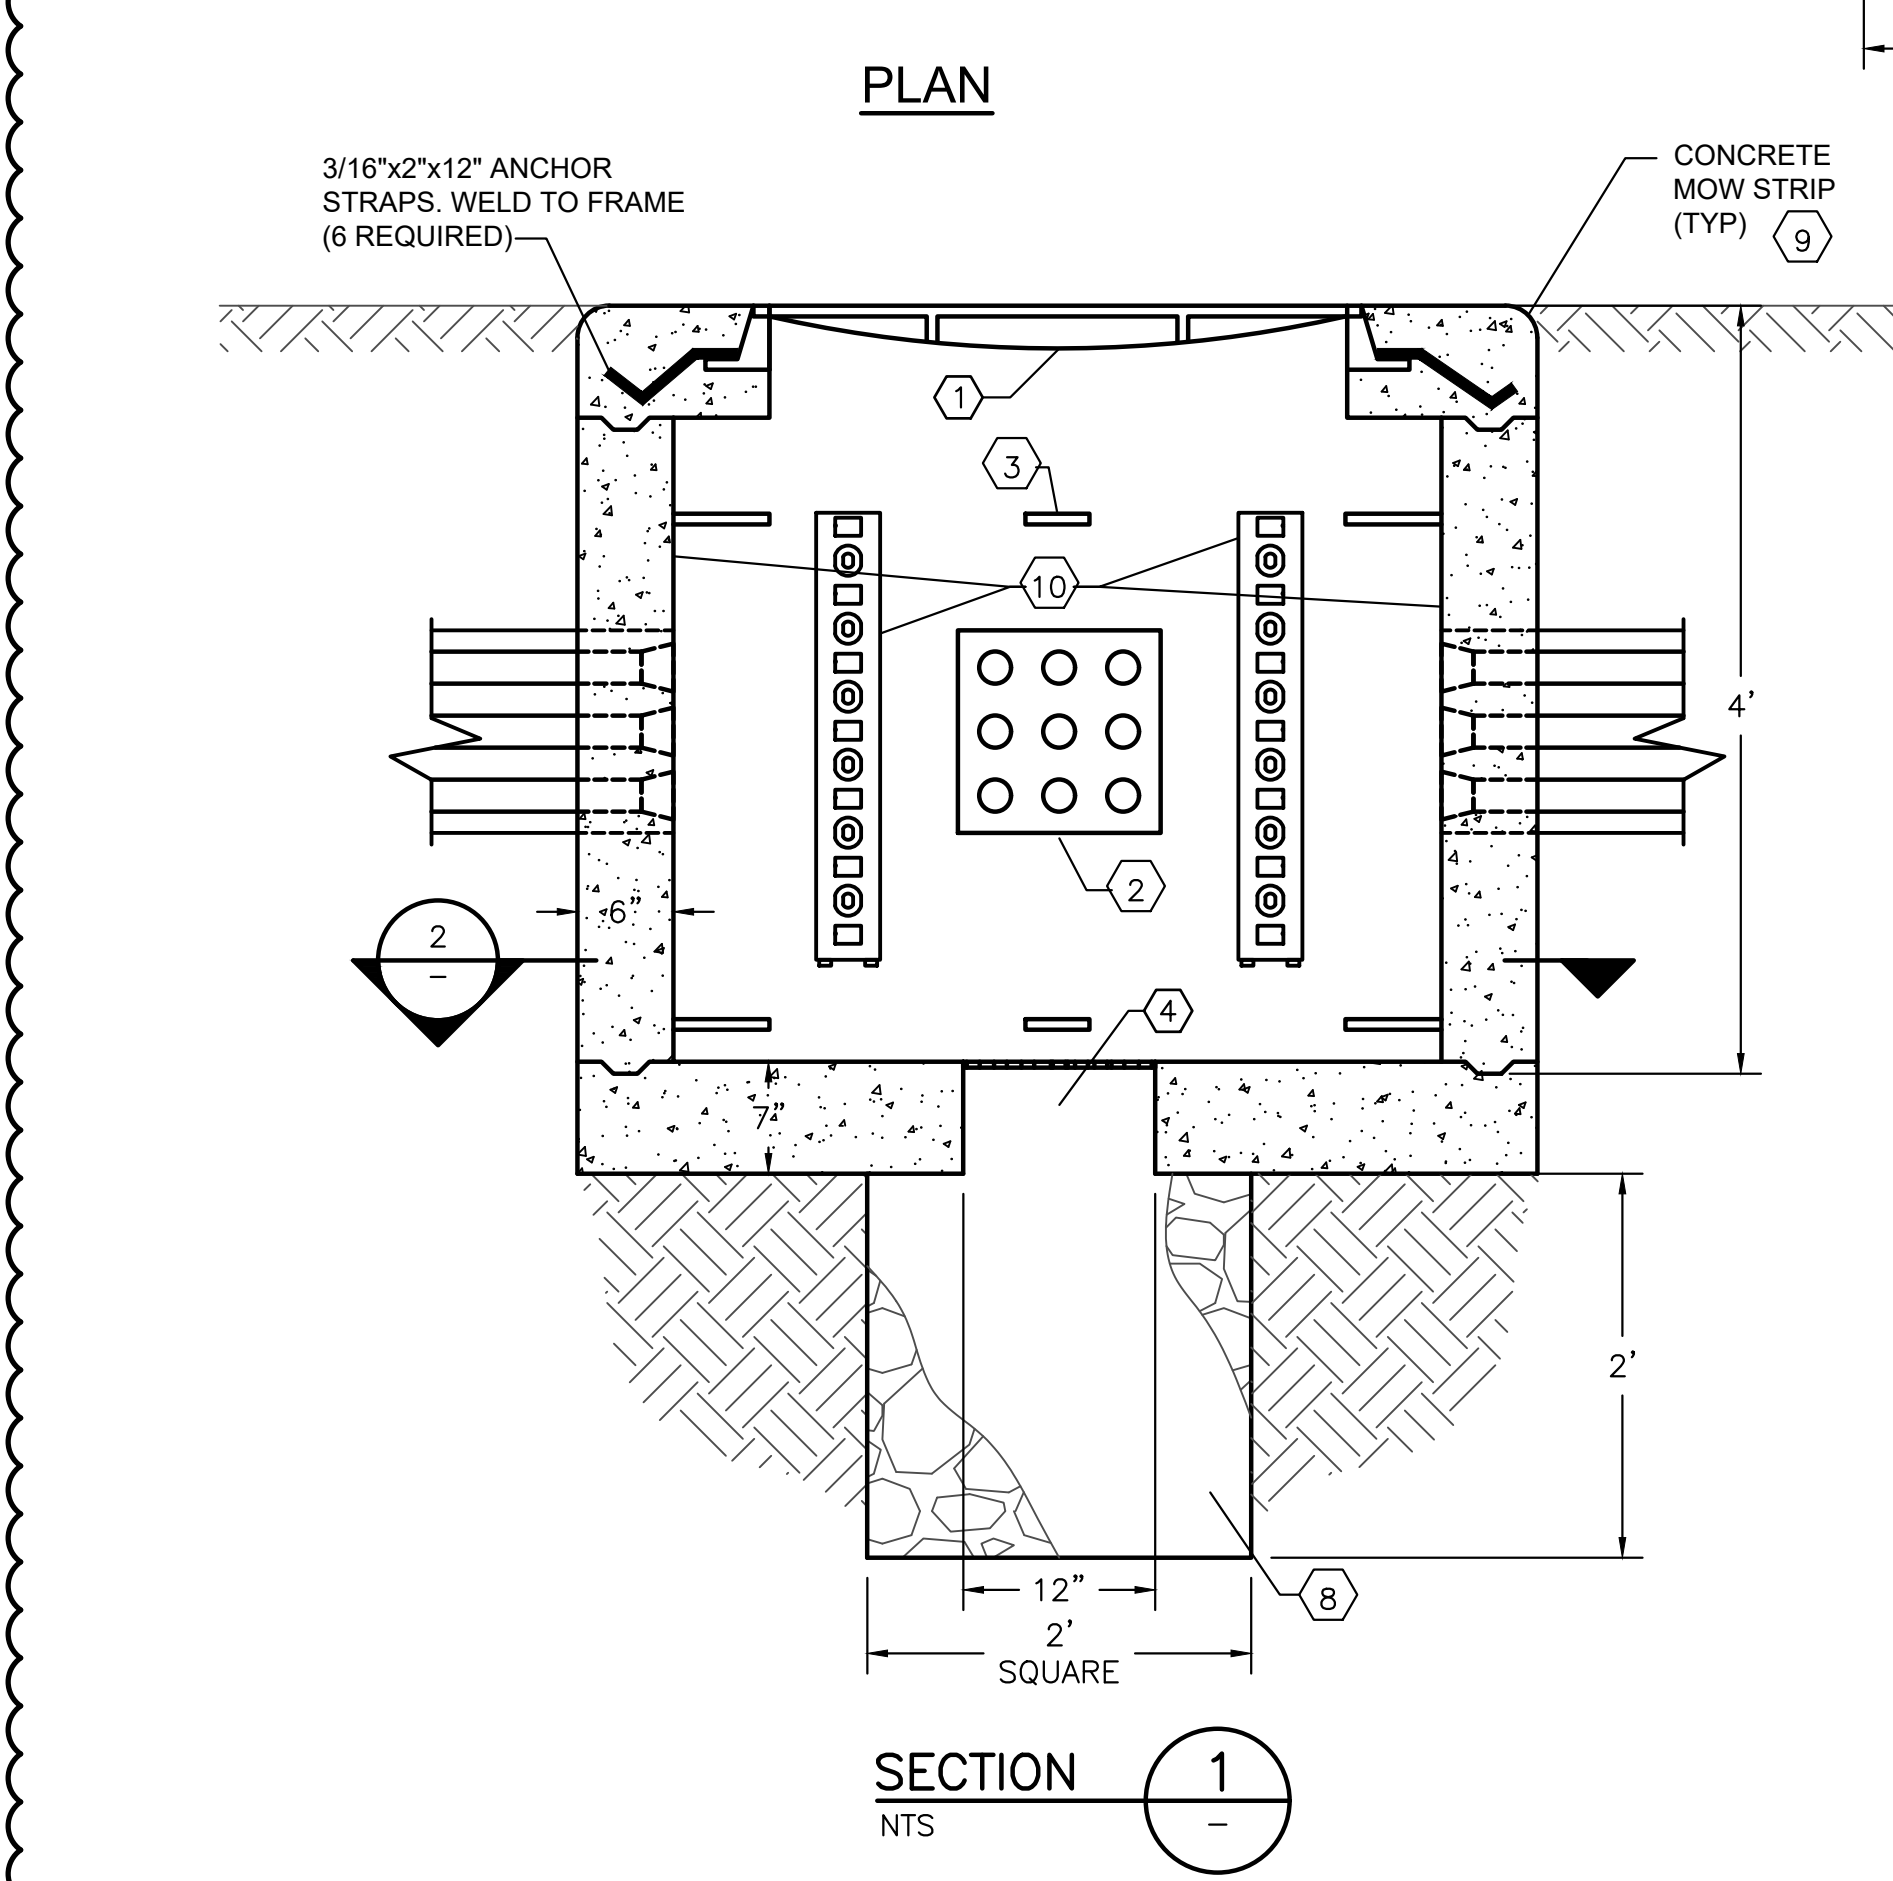 PLAN
3/16"x2"x12" ANCHOR
STRAPS. WELD TO FRAME
(6 REQUIRED)
CONCRETE
MOW STRIP
(TYP)
9
1
3
10
4'
2
6"
2
-
4
7"
2'
12"
8
2'
SQUARE
SECTION
NTS
1
-